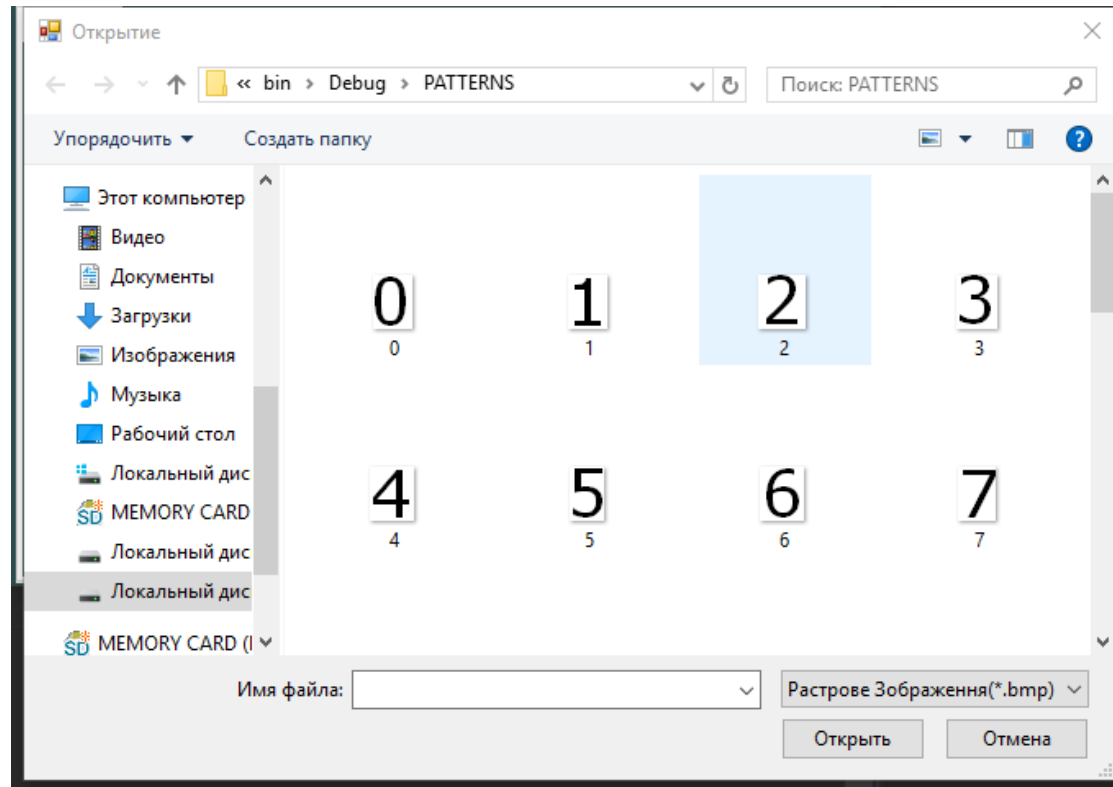 Открытие
« bin > Debug > PATTERNS
Поиск: PATTERNS
Упорядочить
Создать папку
?
Этот компьютер
Видео
Документы
Загрузки
Изображения
Музыка
Рабочий стол
Локальный дис
SD MEMORY CARD
Локальный дис
Локальный дис
SD MEMORY CARD (I
0 1 2 3
0 1 2 3
4 5 6 7
4 5 6 7
Имя файла:
Растрове Зображення(*.bmp)
Открыть
Отмена